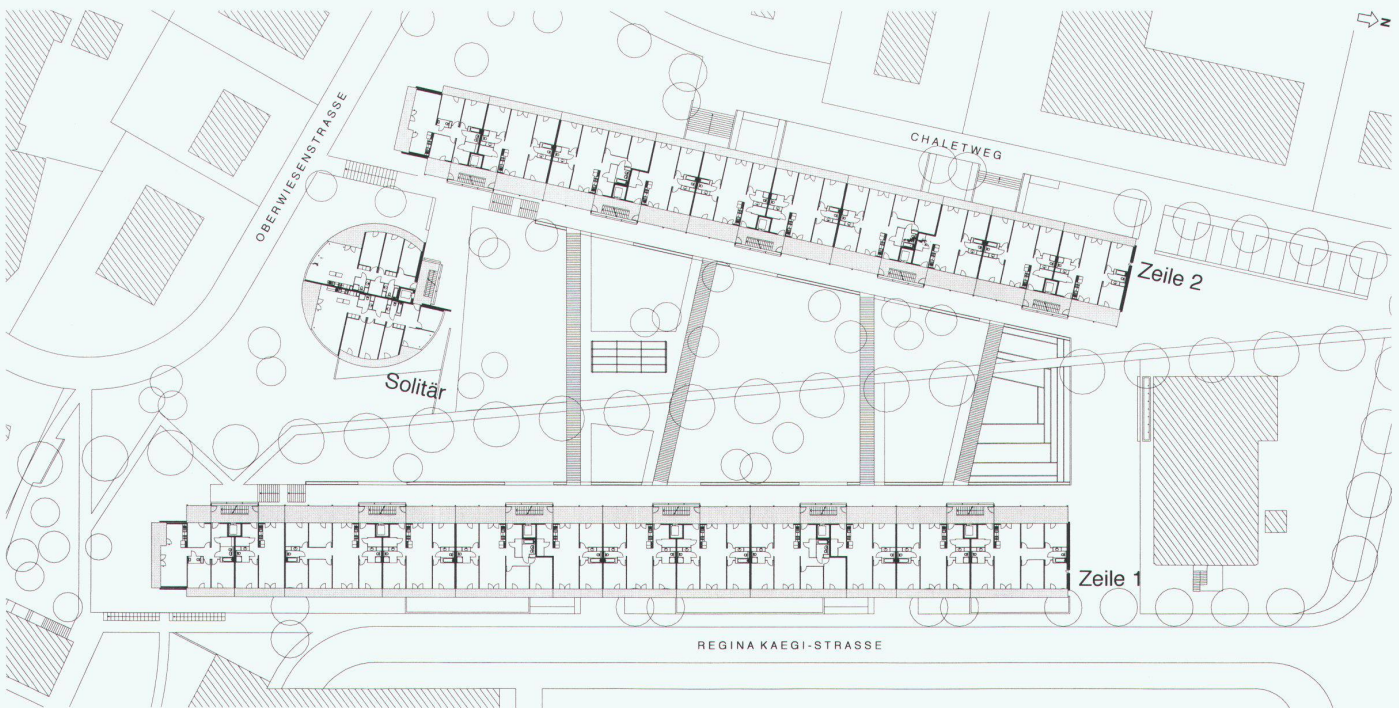 N
OBERWIESENSTRASSE
CHALETWEG
Zeile 2
Solitär
Zeile 1
REGINA KAEGI-STRASSE